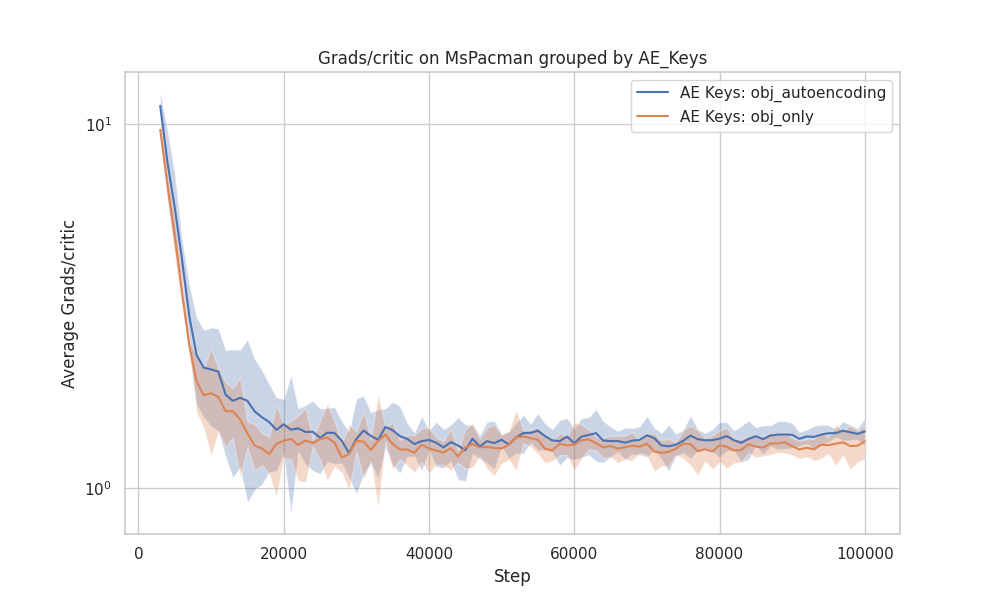 Grads/critic on MsPacman grouped by AE_Keys
AE Keys: obj_autoencoding
AE Keys: obj_only
Average Grads/critic
10¹
10⁰
0
20000
40000
60000
80000
100000
Step